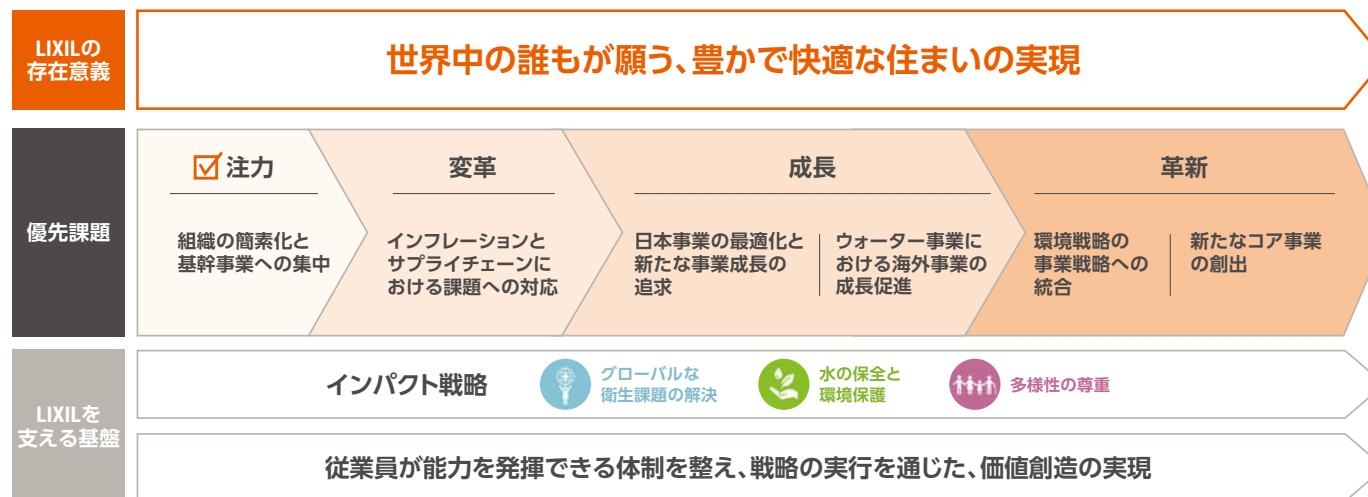 LIXILの
存在意義
世界中の誰もが願う、豊かで快適な住まいの実現
優先課題
注力
組織の簡素化と
基幹事業への集中
変革
インフレーションと
サプライチェーンに
おける課題への対応
成長
日本事業の最適化と
新たな事業成長の
追求
ウォーター事業に
おける海外事業の
成長促進
革新
環境戦略の
事業戦略への
統合
新たなコア事業
の創出
LIXILを
支える基盤
インパクト戦略
グローバルな
衛生課題の解決
水の保全と
環境保護
多様性の尊重
従業員が能力を発揮できる体制を整え、戦略の実行を通じた、価値創造の実現